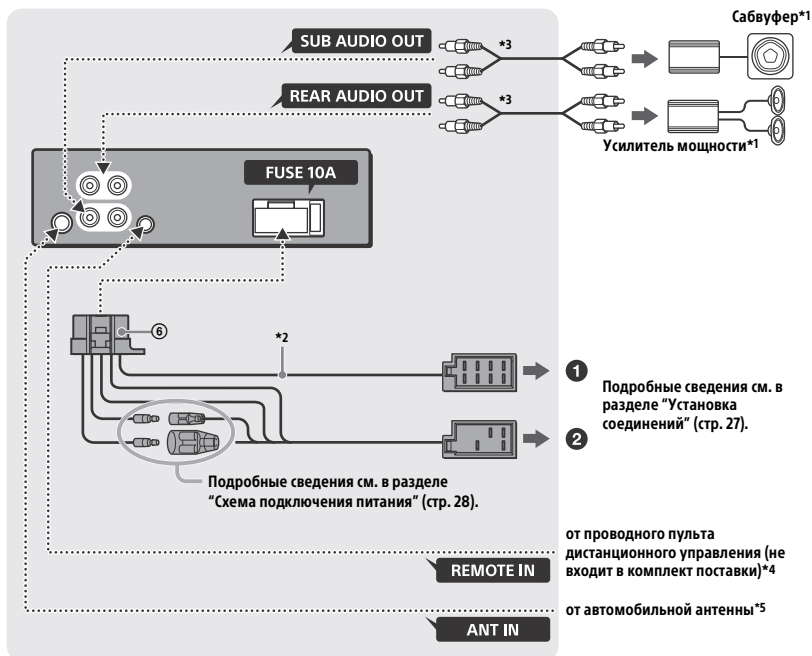 Сабвуфер*1
SUB AUDIO OUT
*3
REAR AUDIO OUT
*3
Усилитель мощности*1
FUSE 10A
⑥
*2
❶
Подробные сведения см. в
разделе “Установка
соединений” (стр. 27).
❷
Подробные сведения см. в разделе
“Схема подключения питания” (стр. 28).
от проводного пульта
дистанционного управления (не
входит в комплект поставки)*4
REMOTE IN
от автомобильной антенны*5
ANT IN